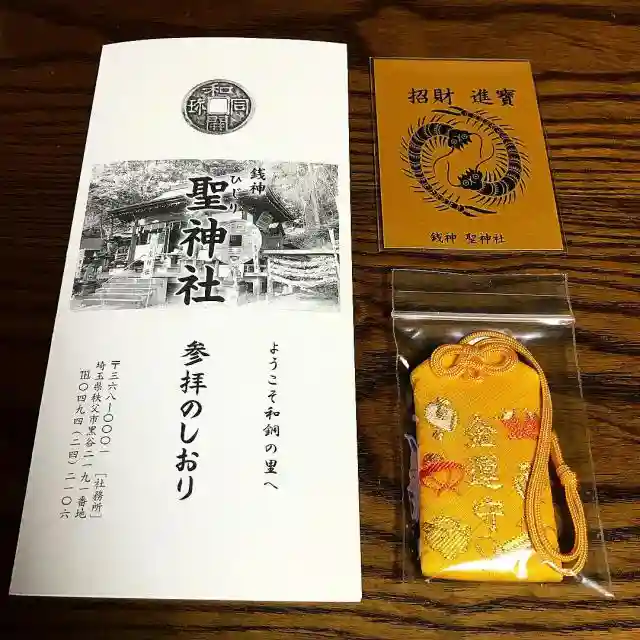 和同開珎
銭神
ひじり
聖神社
ようこそ和銅の里へ
参拝のしおり
〒三六八ー〇〇〇一 [社務所]
埼玉県秩父市黒谷二一九一番地
℡〇四九四(二四)二一〇六
招財 進寶
銭神 聖神社
金運守